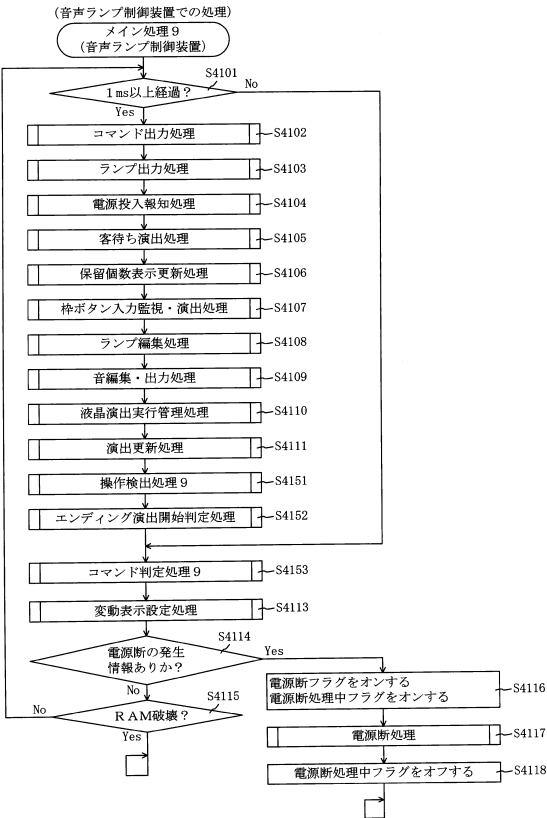 (音声ランプ制御装置での処理)
メイン処理9
(音声ランプ制御装置)
S4101
1ms以上経過?
No
Yes
コマンド出力処理
S4102
ランプ出力処理
S4103
電源投入報知処理
S4104
客待ち演出処理
S4105
保留個数表示更新処理
S4106
枠ボタン入力監視・演出処理
S4107
ランプ編集処理
S4108
音編集・出力処理
S4109
液晶演出実行管理処理
S4110
演出更新処理
S4111
操作検出処理9
S4151
エンディング演出開始判定処理
S4152
コマンド判定処理9
S4153
変動表示設定処理
S4113
電源断の発生
情報ありか?
S4114
Yes
No
電源断フラグをオンする
電源断処理中フラグをオンする
S4116
RAM破壊?
S4115
No
Yes
電源断処理
S4117
電源断処理中フラグをオフする
S4118